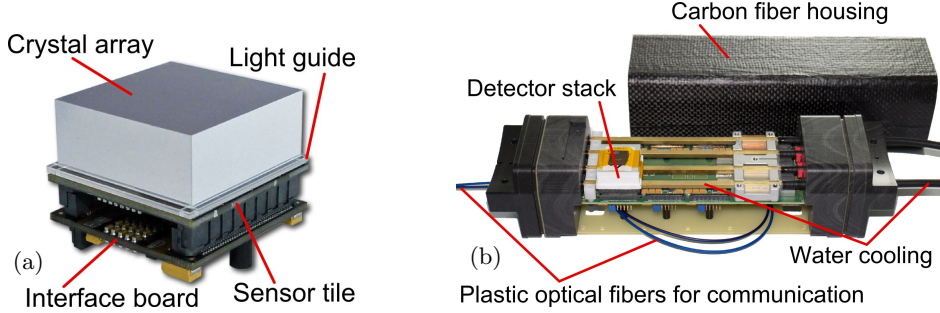 Crystal array
Light guide
(a)
Interface board
Sensor tile
Carbon fiber housing
Detector stack
(b)
Water cooling
Plastic optical fibers for communication